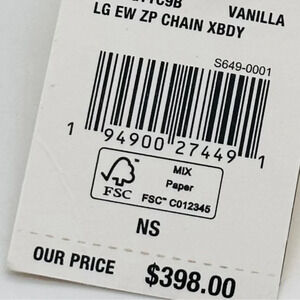 VANILLA
LG EW ZP CHAIN XBDY
S649-0001
1 94900 27449 1
FSC
MIX
Paper
FSC™ C012345
NS
OUR PRICE $398.00